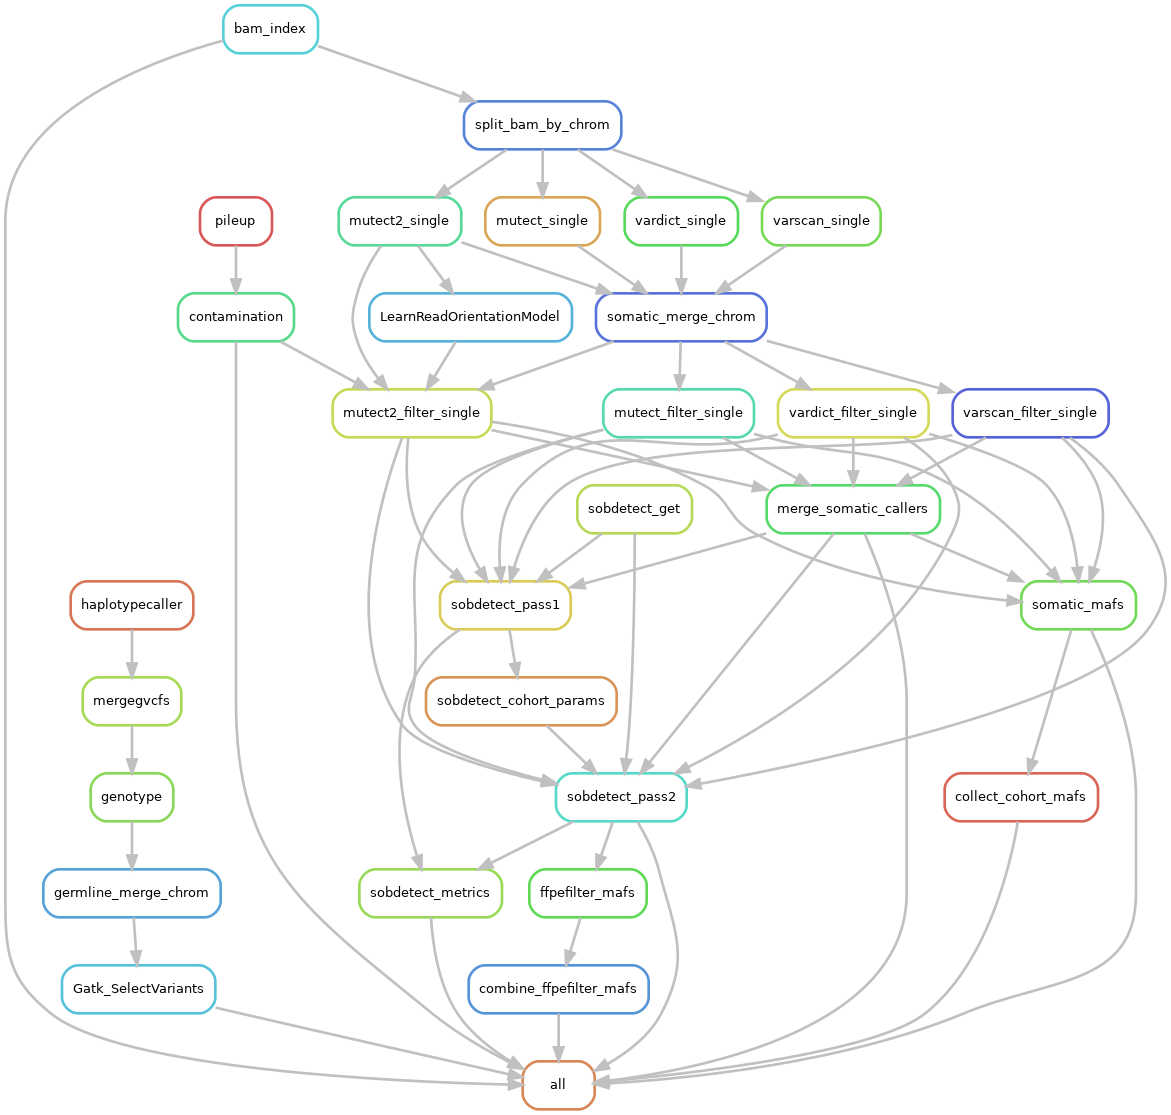 bam_index
split_bam_by_chrom
pileup
mutect2_single
mutect_single
vardict_single
varscan_single
contamination
LearnReadOrientationModel
somatic_merge_chrom
mutect2_filter_single
mutect_filter_single
vardict_filter_single
varscan_filter_single
sobdetect_get
merge_somatic_callers
haplotypecaller
sobdetect_pass1
somatic_mafs
mergegvcfs
sobdetect_cohort_params
genotype
sobdetect_pass2
collect_cohort_mafs
germline_merge_chrom
sobdetect_metrics
ffpefilter_mafs
Gatk_SelectVariants
combine_ffpefilter_mafs
all